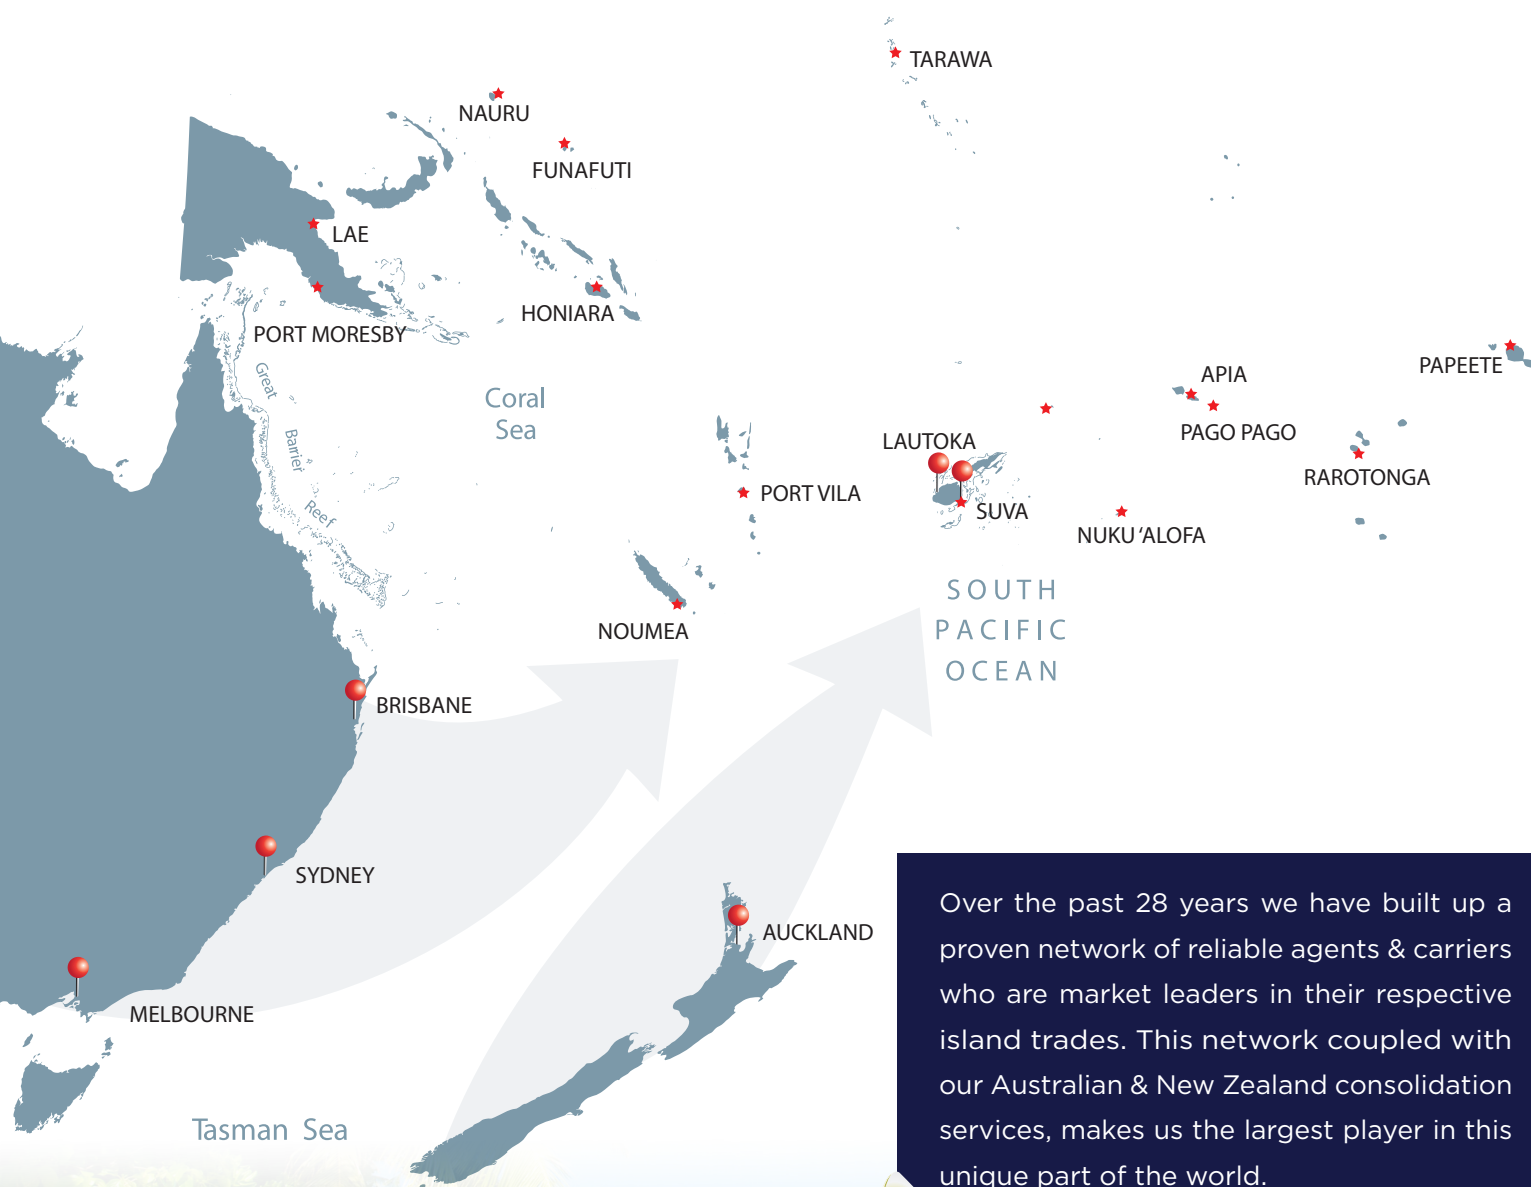 TARAWA
NAURU
FUNAFUTI
LAE
HONIARA
PORT MORESBY
Great
Barrier
Reef
Coral
Sea
APIA
PAPEETE
PAGO PAGO
LAUTOKA
RAROTONGA
PORT VILA
SUVA
NUKU ‘ALOFA
NOUMEA
SOUTH
PACIFIC
OCEAN
BRISBANE
SYDNEY
AUCKLAND
MELBOURNE
Tasman Sea
Over the past 28 years we have built up a
proven network of reliable agents & carriers
who are market leaders in their respective
island trades. This network coupled with
our Australian & New Zealand consolidation
services, makes us the largest player in this
unique part of the world.